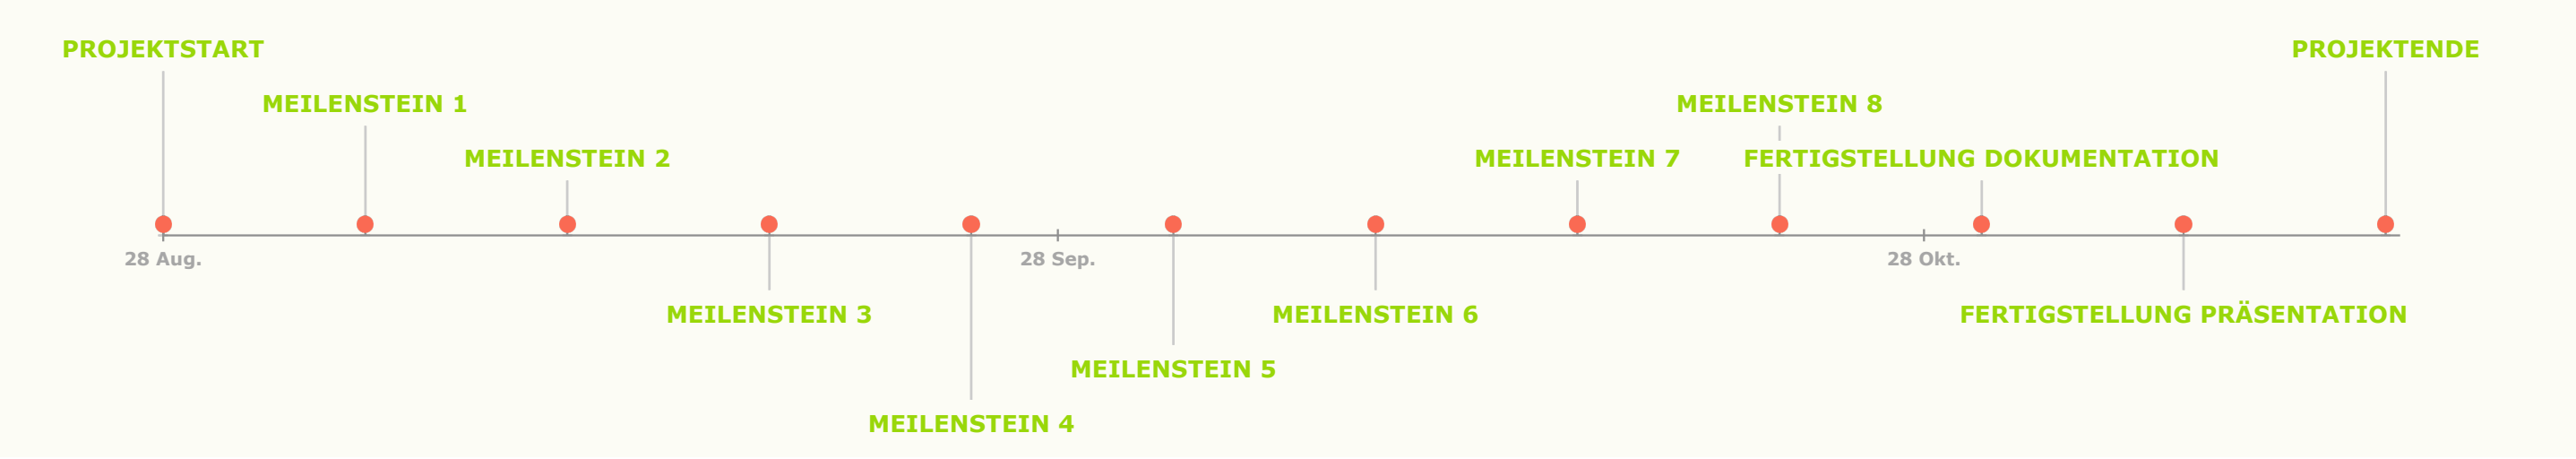 PROJEKTSTART
PROJEKTENDE
MEILENSTEIN 1
MEILENSTEIN 8
MEILENSTEIN 2
MEILENSTEIN 7
FERTIGSTELLUNG DOKUMENTATION
28 Aug.
28 Sep.
28 Okt.
MEILENSTEIN 3
MEILENSTEIN 6
FERTIGSTELLUNG PRÄSENTATION
MEILENSTEIN 5
MEILENSTEIN 4